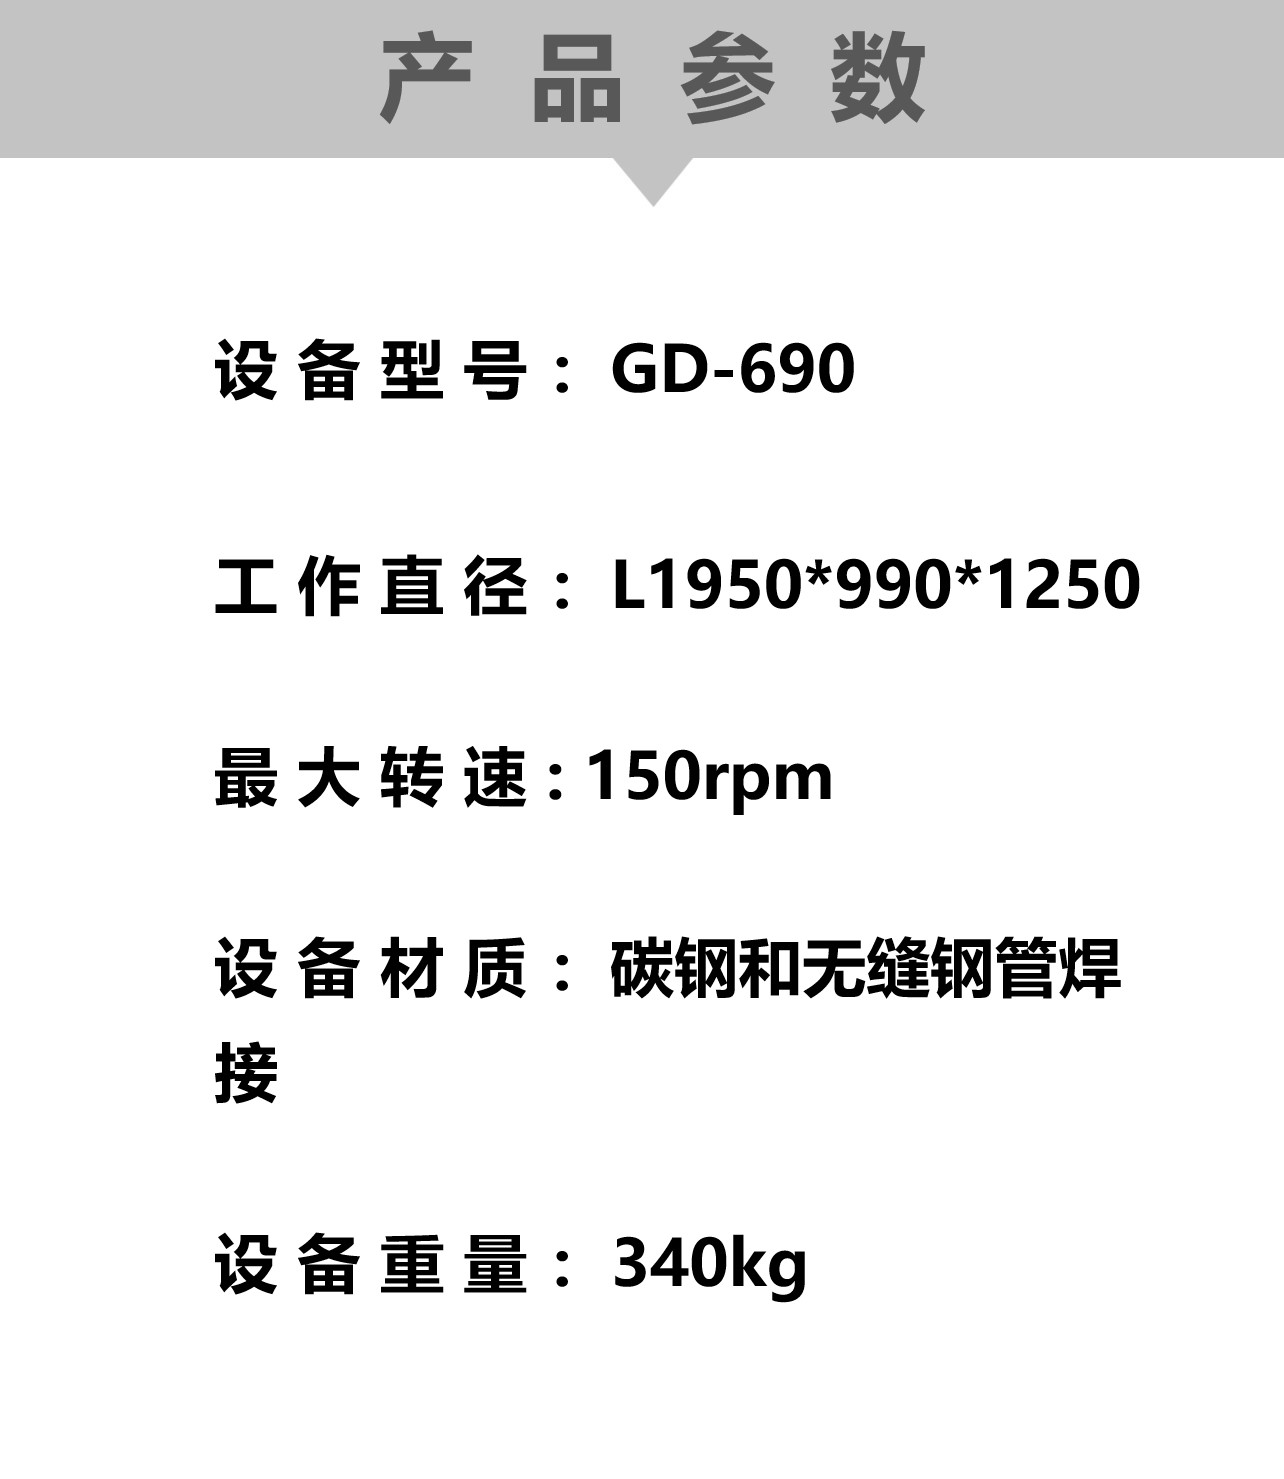 产品参数
设备型号：GD-690
工作直径：L1950*990*1250
最大转速:150rpm
设备材质：碳钢和无缝钢管焊
接
设备重量：340kg